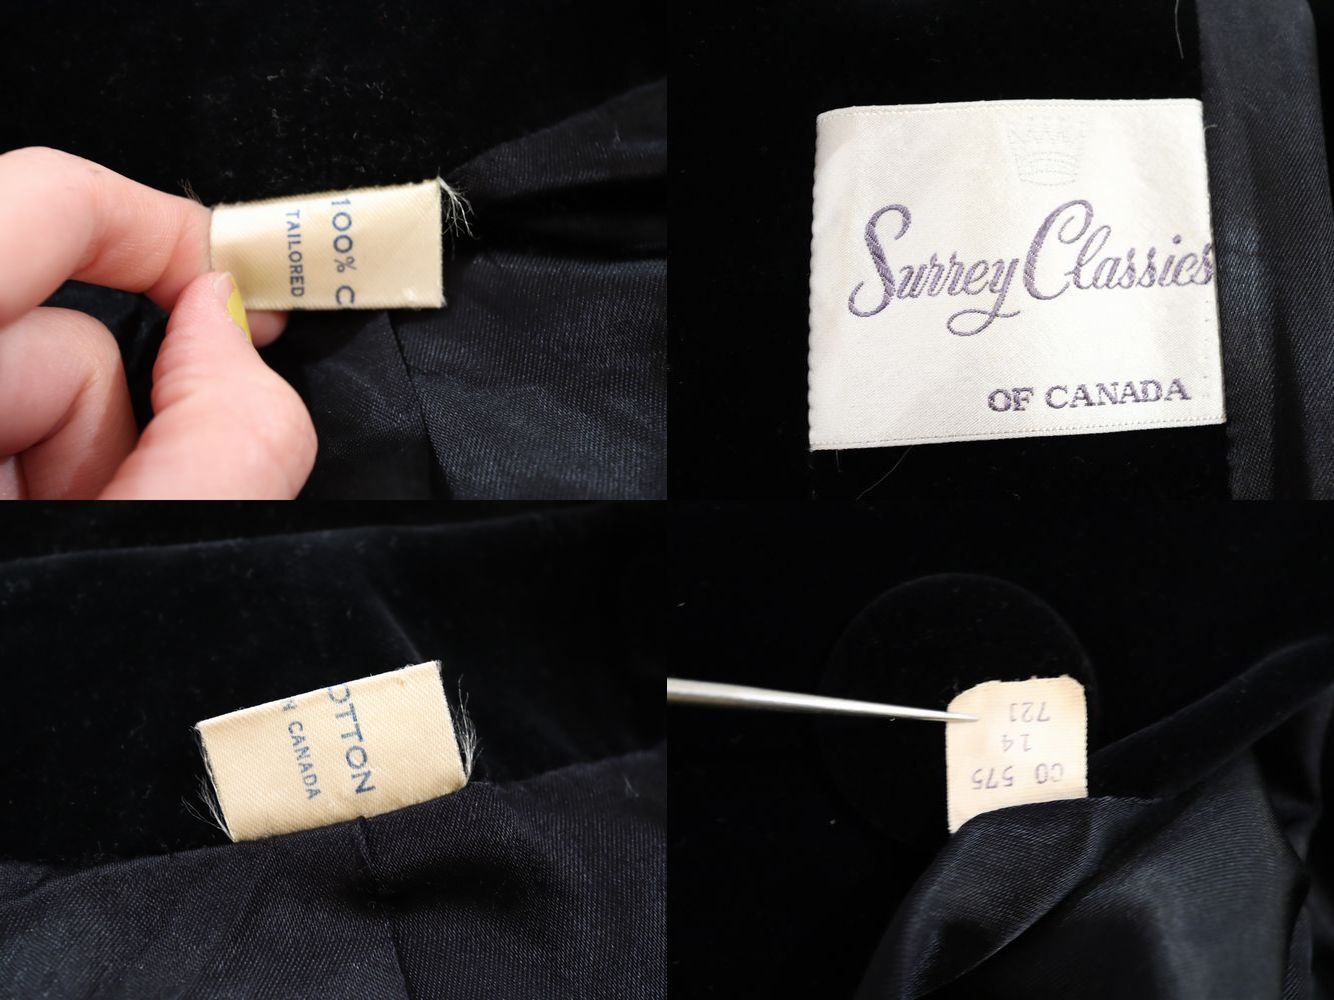 100% C
TAILORED
Surrey Classics
OF CANADA
OTTON
CANADA
CO 575
14
721